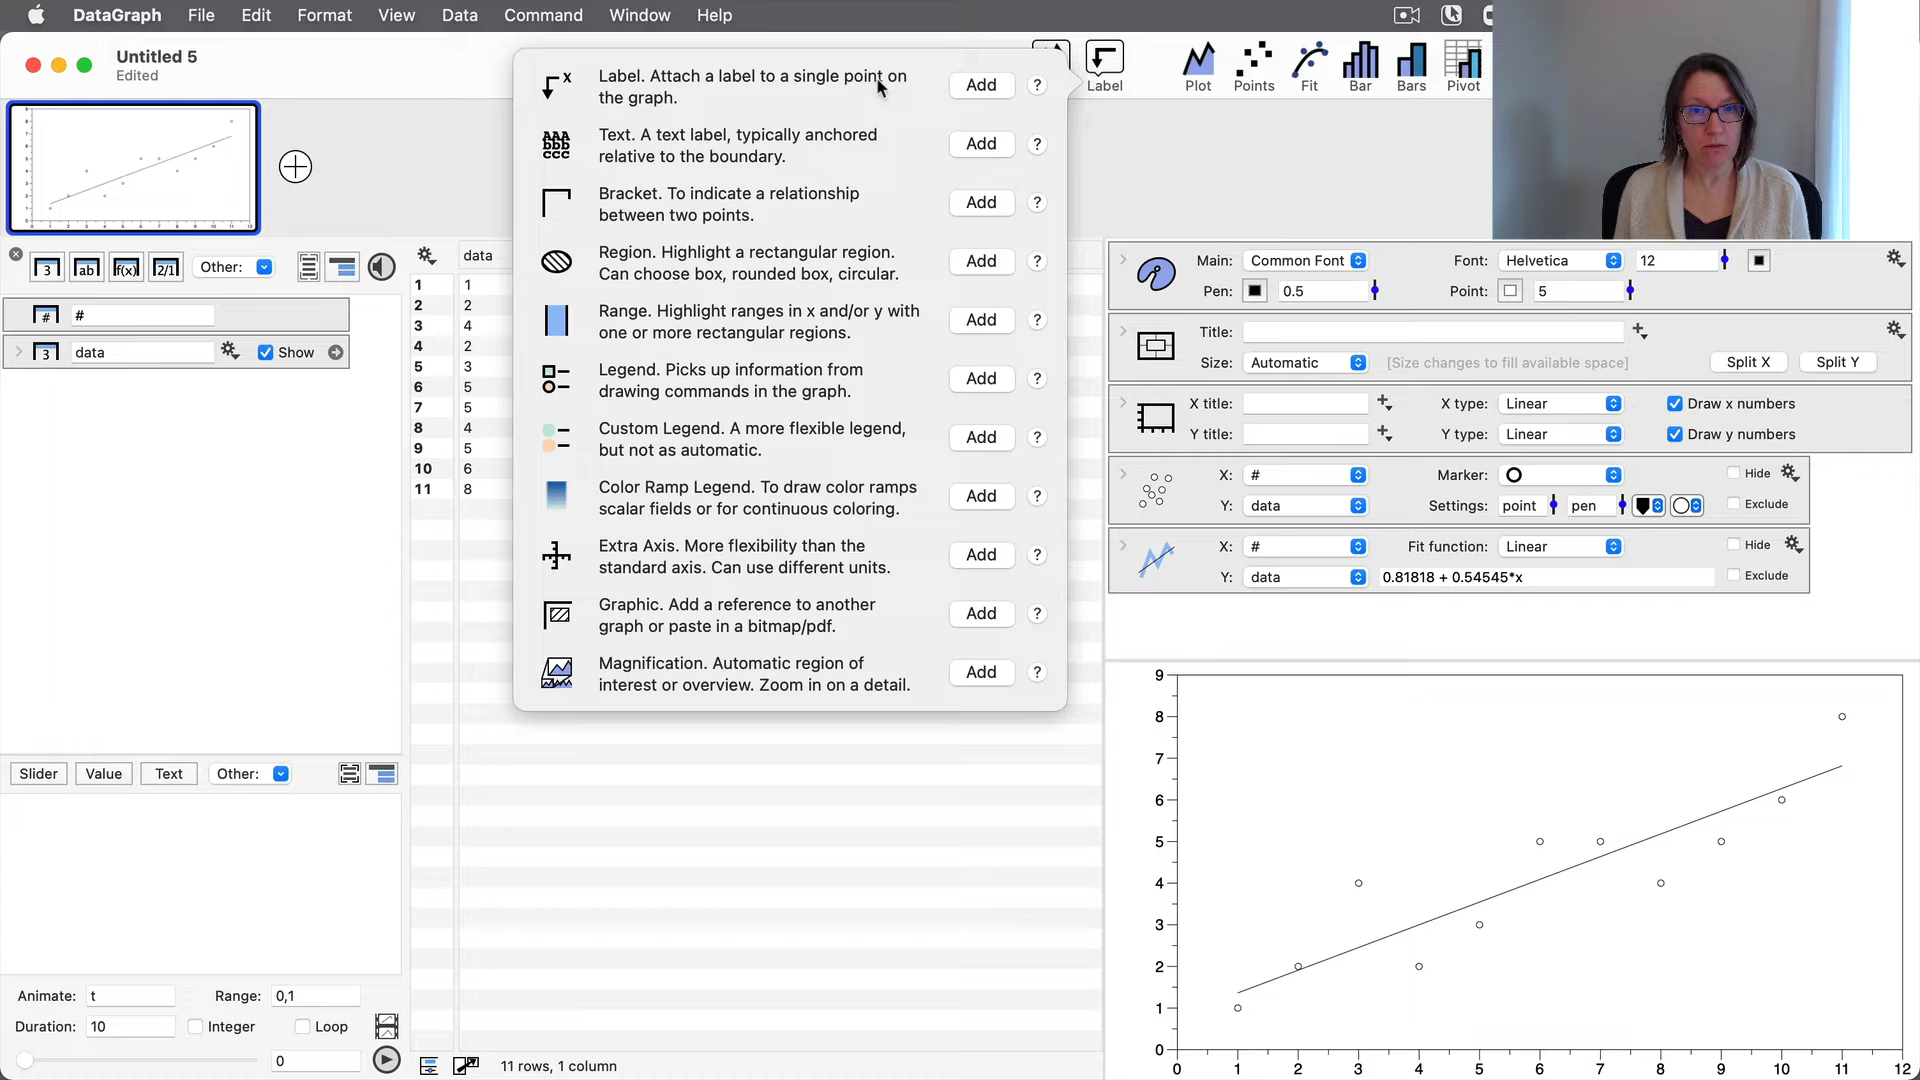 DataGraph File Edit Format View Data Command Window Help
Untitled 5
Edited
Label
Plot Points Fit Bar Bars Pivot
Label. Attach a label to a single point on
the graph.
Add ?
Text. A text label, typically anchored
relative to the boundary.
Add ?
Bracket. To indicate a relationship
between two points.
Add ?
Region. Highlight a rectangular region.
Can choose box, rounded box, circular.
Add ?
Range. Highlight ranges in x and/or y with
one or more rectangular regions.
Add ?
Legend. Picks up information from
drawing commands in the graph.
Add ?
Custom Legend. A more flexible legend,
but not as automatic.
Add ?
Color Ramp Legend. To draw color ramps
scalar fields or for continuous coloring.
Add ?
Extra Axis. More flexibility than the
standard axis. Can use different units.
Add ?
Graphic. Add a reference to another
graph or paste in a bitmap/pdf.
Add ?
Magnification. Automatic region of
interest or overview. Zoom in on a detail.
Add ?
3 ab f(x) 2/1 Other:
# #
3 data Show
data
1 1
2 2
3 4
4 2
5 3
6 5
7 5
8 4
9 5
10 6
11 8
Slider Value Text Other:
Animate: t Range: 0,1
Duration: 10 Integer Loop
0
11 rows, 1 column
Main: Common Font Font: Helvetica 12
Pen: 0.5 Point: 5
Title:
Size: Automatic [Size changes to fill available space] Split X Split Y
X title: X type: Linear Draw x numbers
Y title: Y type: Linear Draw y numbers
X: # Marker: Hide
Y: data Settings: point pen Exclude
X: # Fit function: Linear Hide
Y: data 0.81818 + 0.54545*x Exclude
9
8
7
6
5
4
3
2
1
0
0 1 2 3 4 5 6 7 8 9 10 11 12